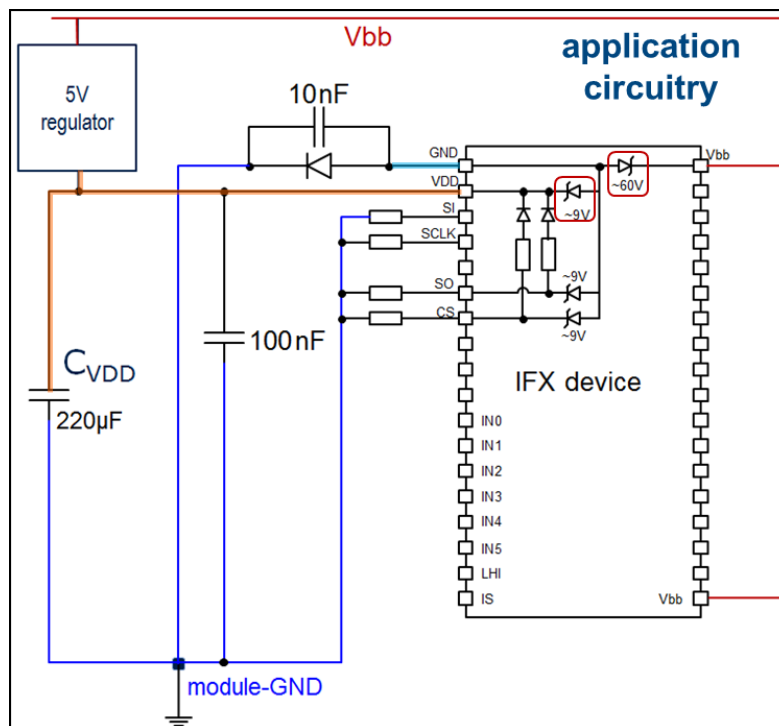 Vbb
application
circuitry
5V
regulator
10nF
GND
Vbb
~60V
VDD
~9V
SI
SCLK
~9V
SO
CS
~9V
100nF
IFX device
CVDD
220µF
IN0
IN1
IN2
IN3
IN4
IN5
LHI
IS
Vbb
module-GND